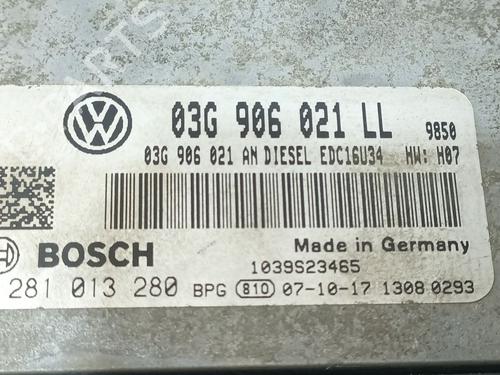 03G 906 021 LL 9850
03G 906 021 AN DIESEL EDC16U34 HW: H07
BOSCH
Made in Germany
1039S23465
281 013 280 BPG 810 07-10-17 1308.0293